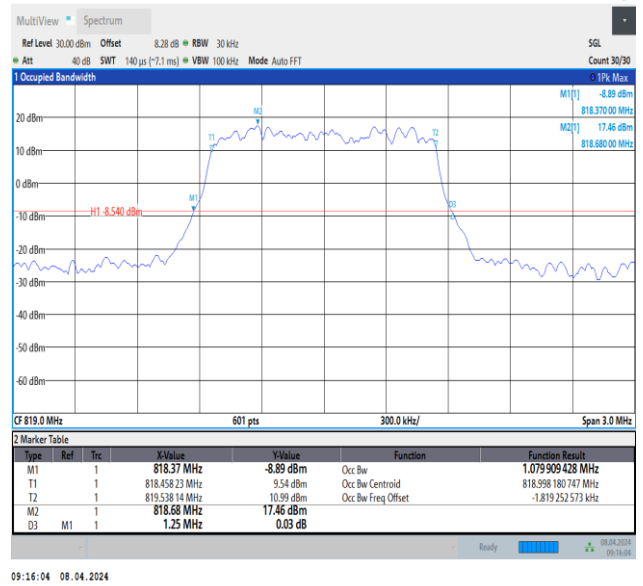 MultiView Spectrum
Ref Level 30.00 dBm Offset 8.28 dB RBW 30 kHz SGL
Att 40 dB SWT 140 µs (~7.1 ms) VBW 100 kHz Mode Auto FFT Count 30/30
1 Occupied Bandwidth 1Pk Max
M1[1] -8.89 dBm
818.370 00 MHz
M2[1] 17.46 dBm
818.680 00 MHz
M2
20 dBm
T1 T2
10 dBm
0 dBm
M1
D3
H1 -8.540 dBm
-10 dBm
-20 dBm
-30 dBm
-40 dBm
-50 dBm
-60 dBm
CF 819.0 MHz 601 pts 300.0 kHz/ Span 3.0 MHz
2 Marker Table
Type Ref Trc X-Value Y-Value Function Function Result
M1 1 818.37 MHz -8.89 dBm Occ Bw 1.079 909 428 MHz
T1 1 818.458 23 MHz 9.54 dBm Occ Bw Centroid 818.998 180 747 MHz
T2 1 819.538 14 MHz 10.99 dBm Occ Bw Freq Offset -1.819 252 573 kHz
M2 1 818.68 MHz 17.46 dBm
D3 M1 1 1.25 MHz 0.03 dB
Ready 08.04.2024
09:16:04
09:16:04 08.04.2024